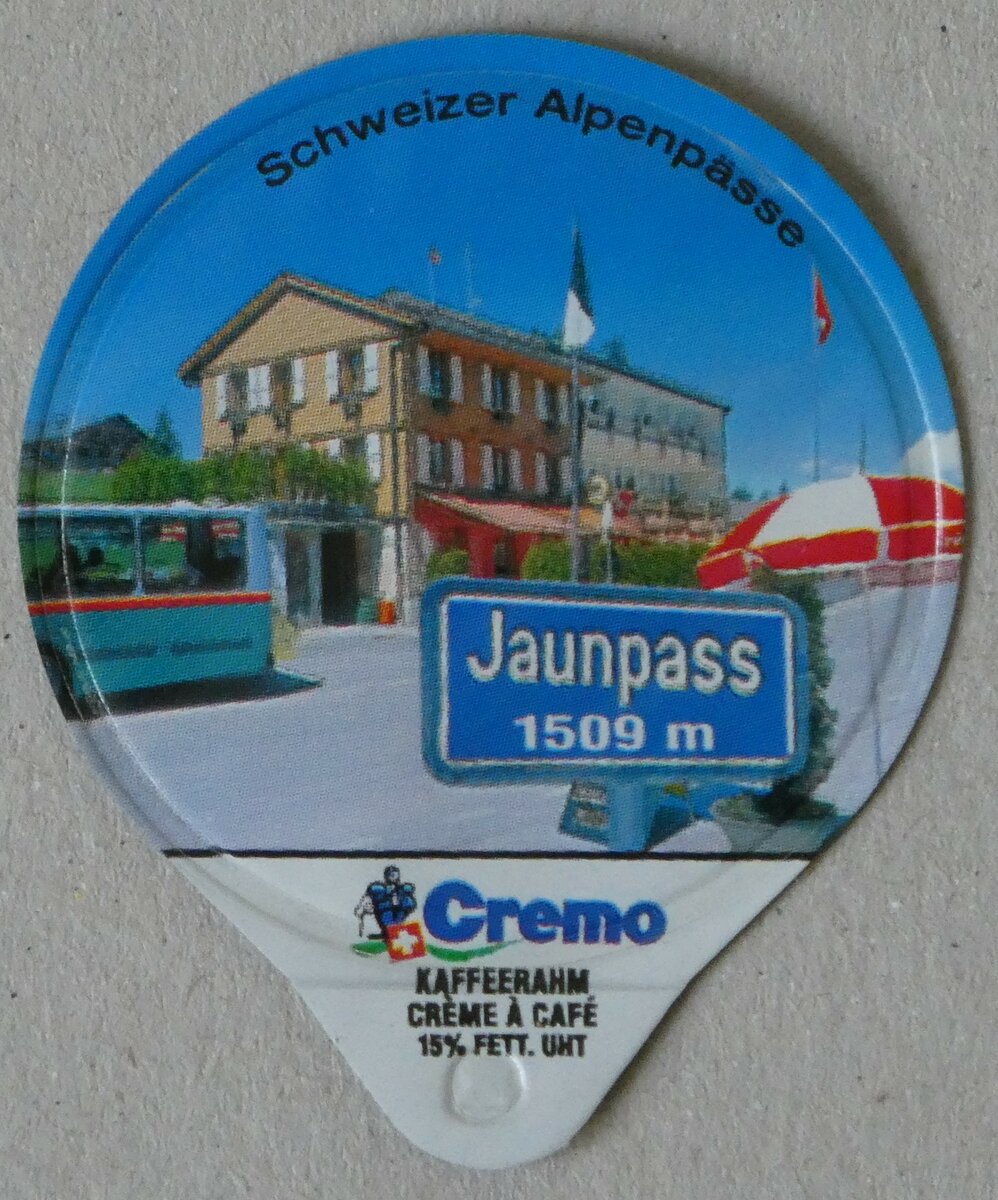 Schweizer Alpenpässe
Jaunpass
1509 m
Cremo
KAFFEERAHM
CRÈME À CAFÉ
15% FETT. UHT